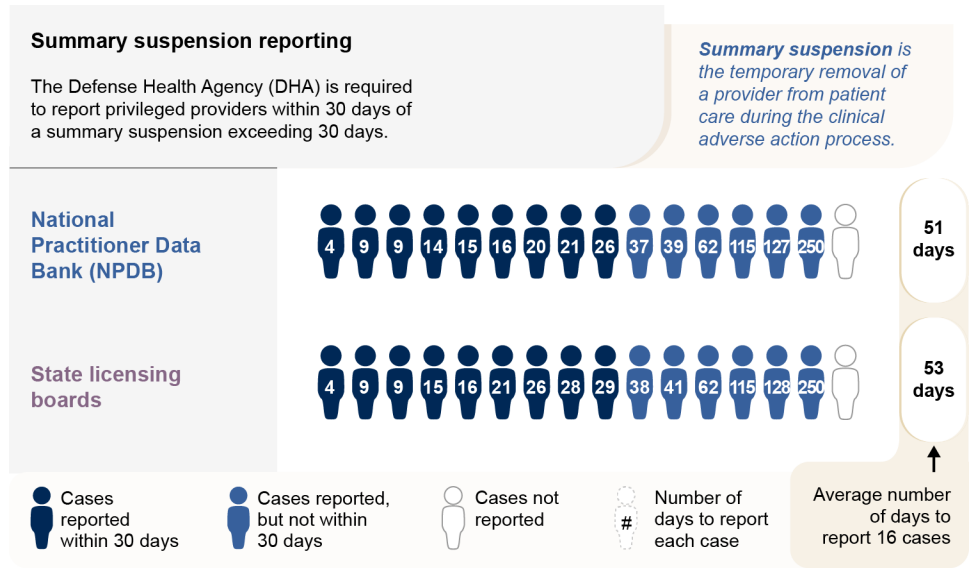 Summary suspension reporting
The Defense Health Agency (DHA) is required
to report privileged providers within 30 days of
a summary suspension exceeding 30 days.
Summary suspension is
the temporary removal of
a provider from patient
care during the clinical
adverse action process.
National
Practitioner Data
Bank (NPDB)
4 9 9 14 15 16 20 21 26 37 39 62 115 127 250
51
days
State licensing
boards
4 9 9 15 16 21 26 28 29 38 41 62 115 128 250
53
days
Cases
reported
within 30 days
Cases reported,
but not within
30 days
Cases not
reported
#
Number of
days to report
each case
Average number
of days to
report 16 cases